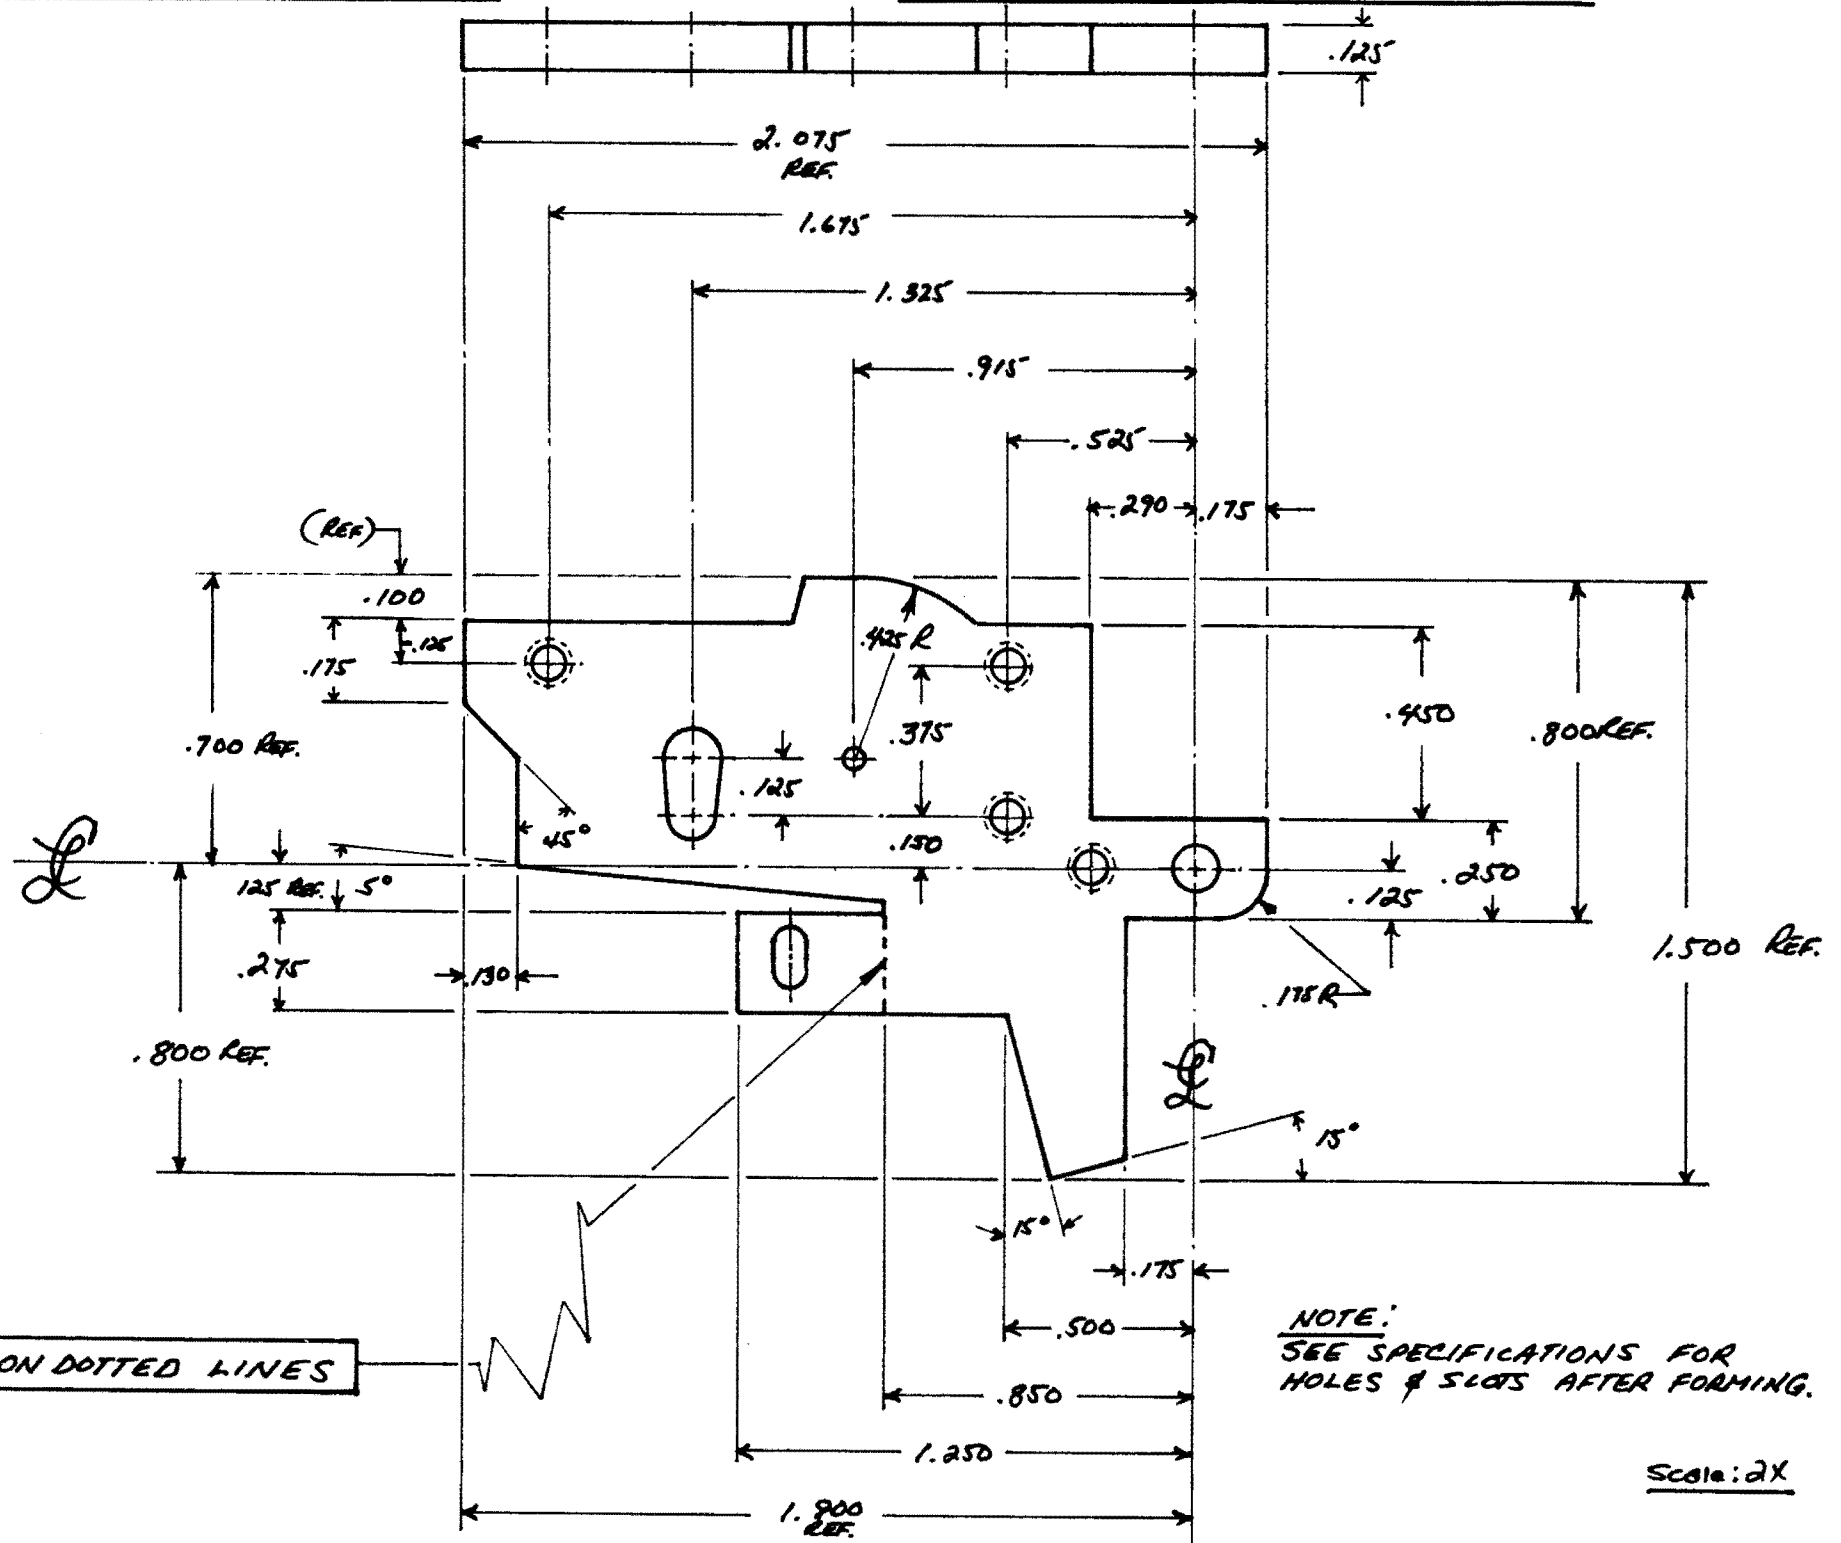 .125
2.075
REF.
1.675
1.325
.915
.525
.290
.175
(REF)
.100
.125
.175
.425 R
.375
.450
.800 REF.
.700 REF.
.125
45°
.150
.250
.125
.125 REF.
5°
1.500 REF.
.275
.130
.175R
.800 REF.
15°
15°
.175
.500
NOTE:
SEE SPECIFICATIONS FOR
HOLES & SLOTS AFTER FORMING.
ON DOTTED LINES
.850
1.250
Scale: 2X
1.900
REF.